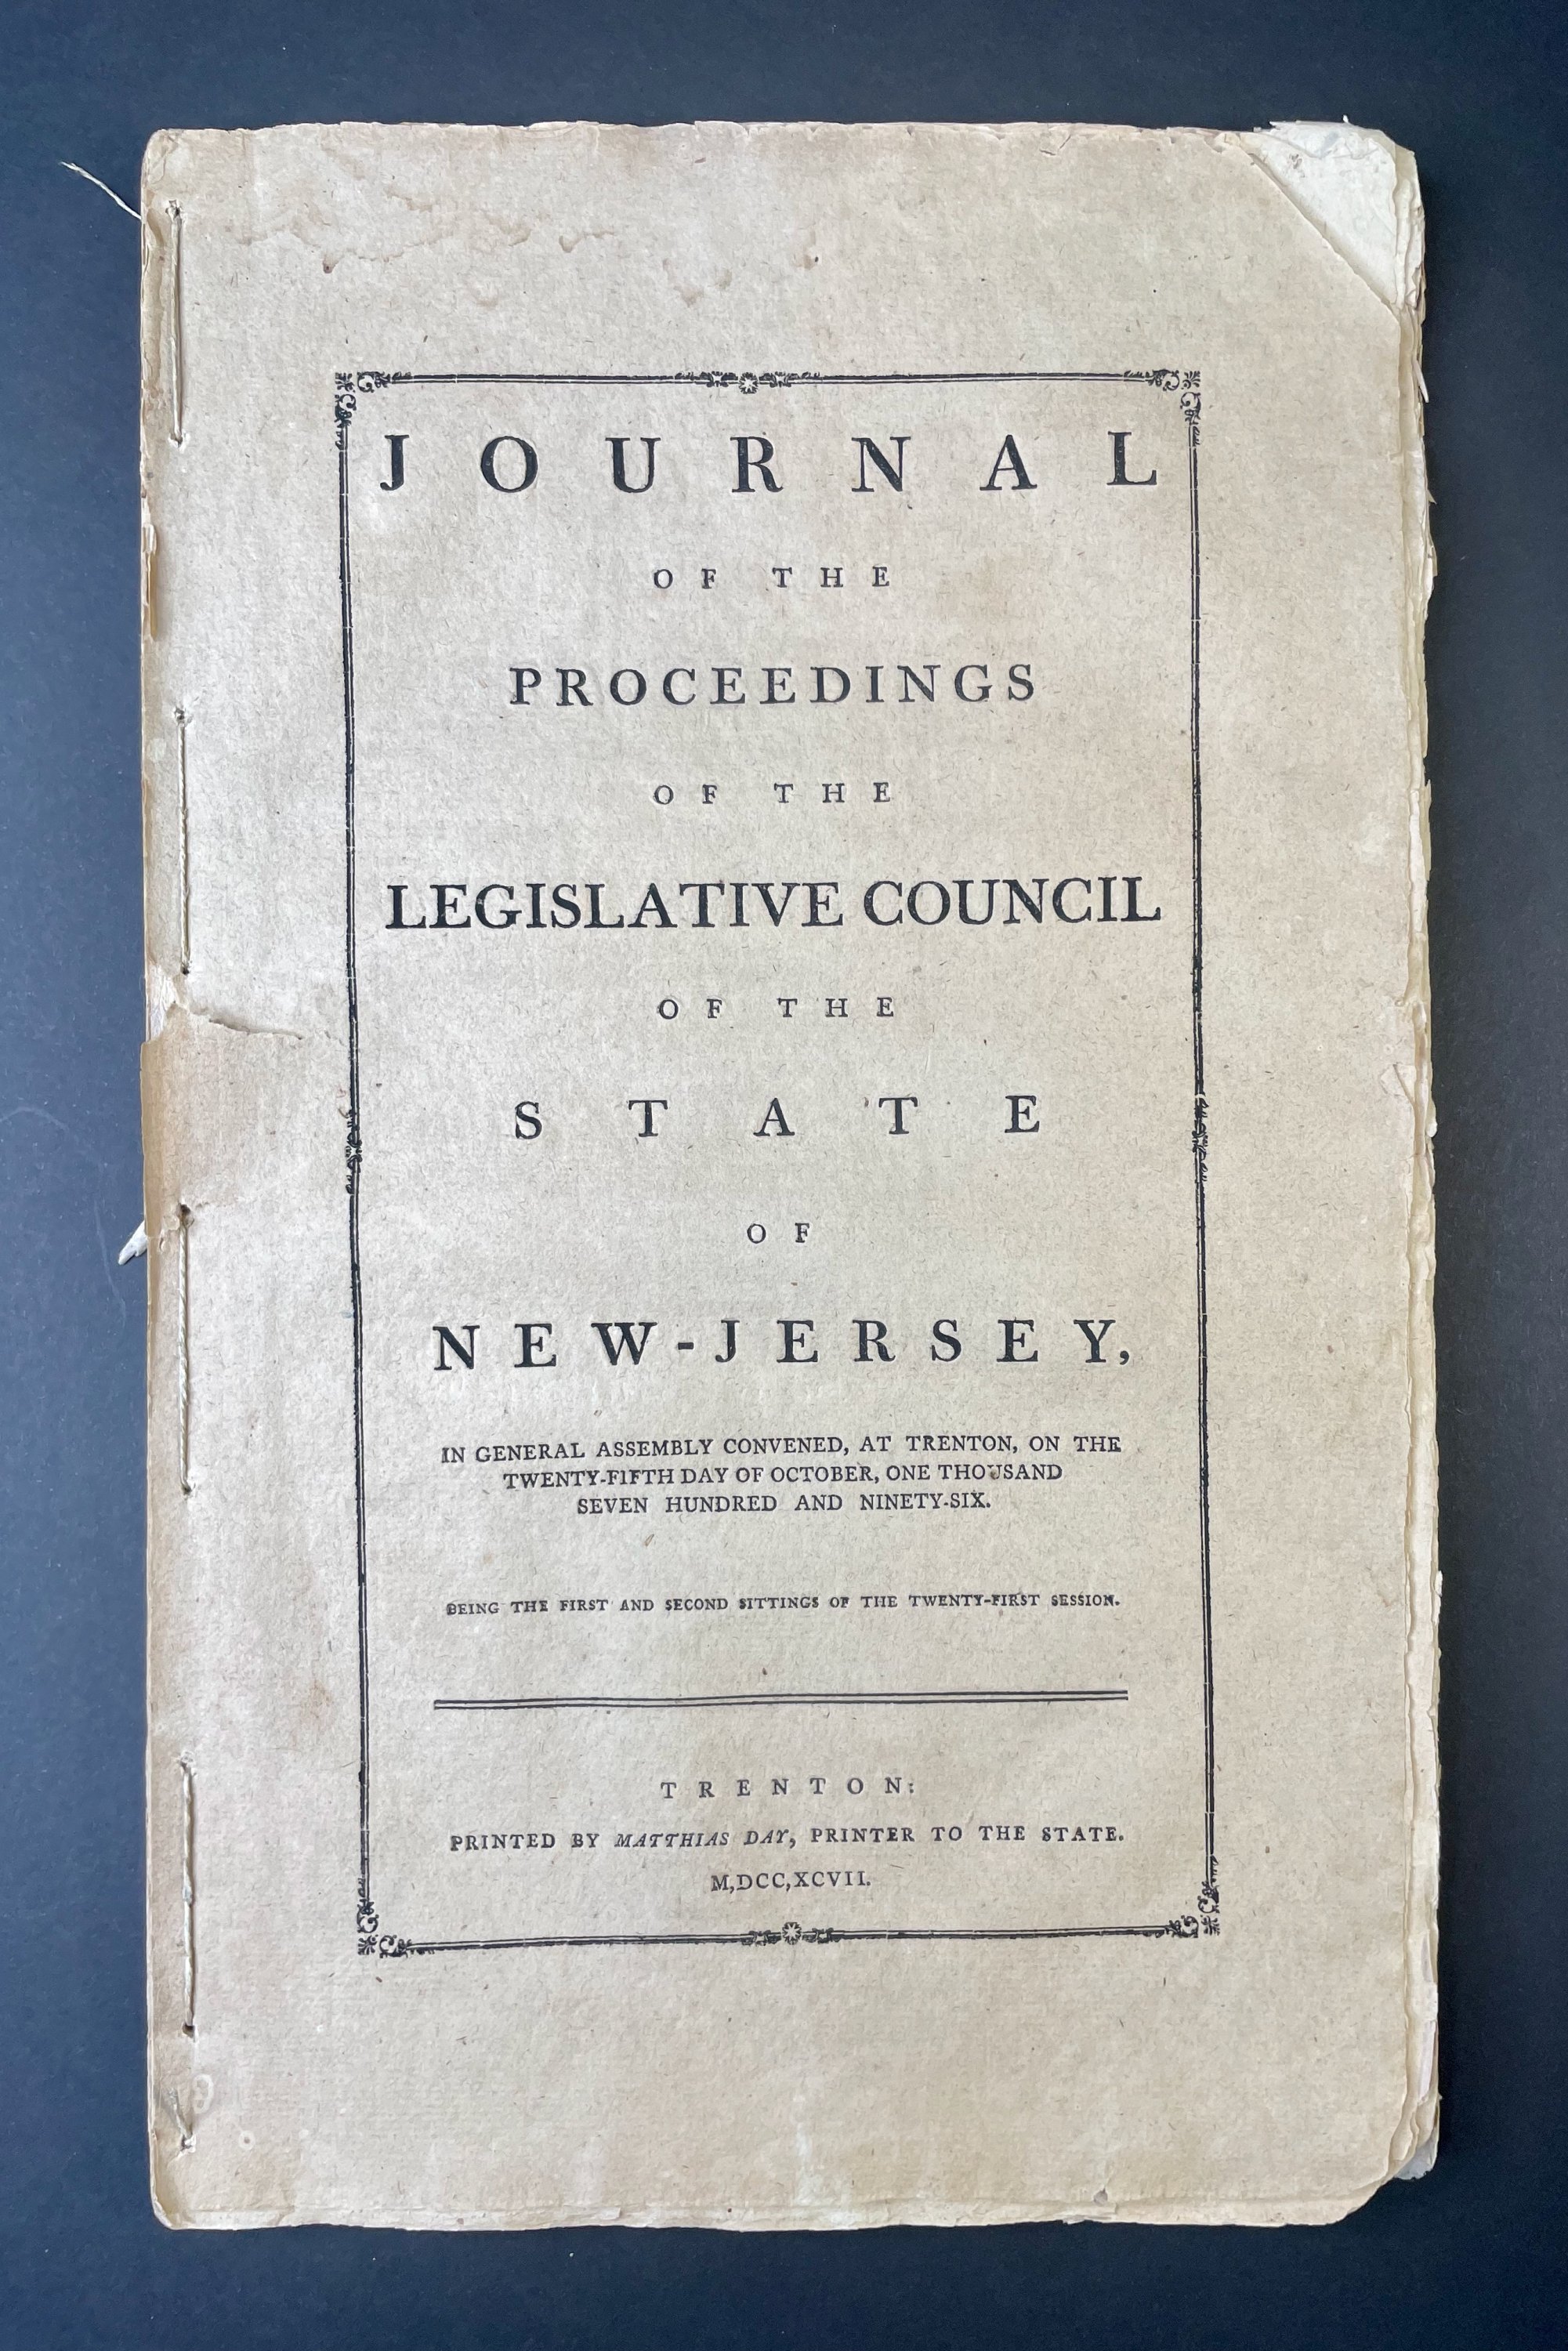 JOURNAL
OF THE
PROCEEDINGS
OF THE
LEGISLATIVE COUNCIL
OF THE
STATE
OF
NEW-JERSEY,
IN GENERAL ASSEMBLY CONVENED, AT TRENTON, ON THE
TWENTY-FIFTH DAY OF OCTOBER, ONE THOUSAND
SEVEN HUNDRED AND NINETY-SIX.
BEING THE FIRST AND SECOND SITTINGS OF THE TWENTY-FIRST SESSION.
TRENTON:
PRINTED BY MATTHIAS DAY, PRINTER TO THE STATE.
M,DCC,XCVII.